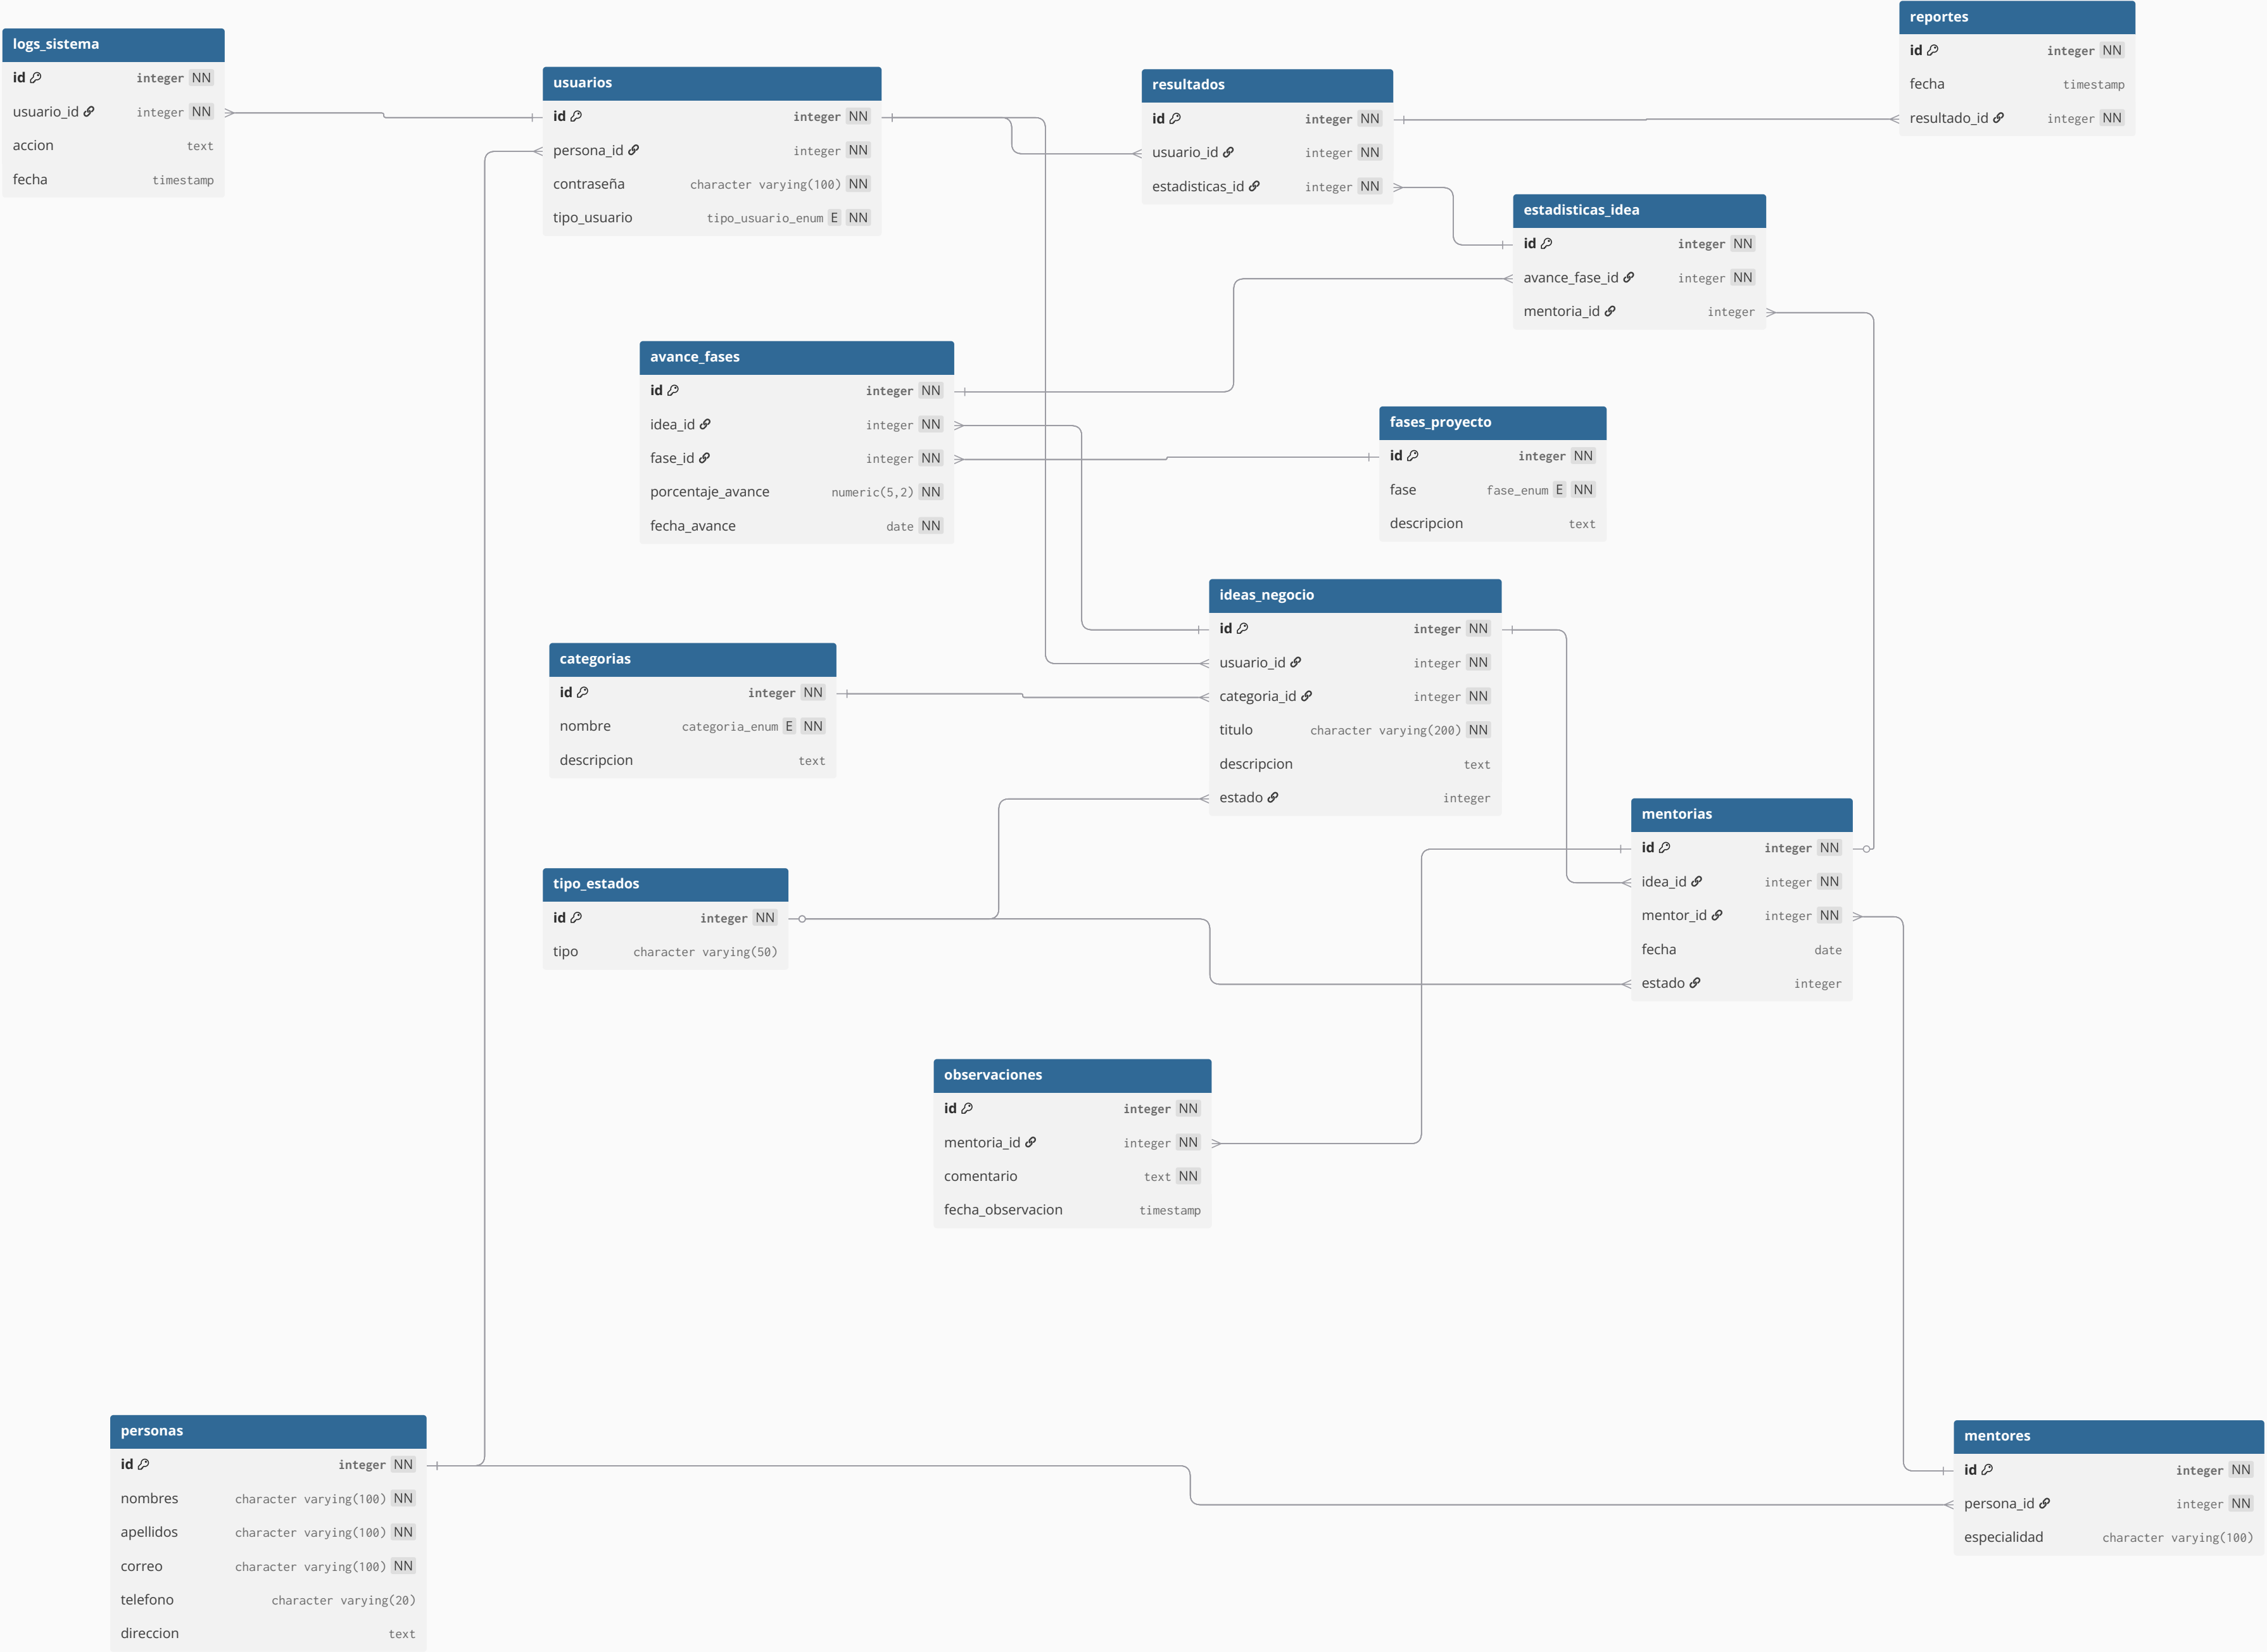 logs_sistema
id integer NN
usuario_id integer NN
accion text
fecha timestamp
usuarios
id integer NN
persona_id integer NN
contraseña character varying(100) NN
tipo_usuario tipo_usuario_enum E NN
resultados
id integer NN
usuario_id integer NN
estadisticas_id integer NN
reportes
id integer NN
fecha timestamp
resultado_id integer NN
estadisticas_idea
id integer NN
avance_fase_id integer NN
mentoria_id integer
avance_fases
id integer NN
idea_id integer NN
fase_id integer NN
porcentaje_avance numeric(5,2) NN
fecha_avance date NN
fases_proyecto
id integer NN
fase fase_enum E NN
descripcion text
ideas_negocio
id integer NN
usuario_id integer NN
categoria_id integer NN
titulo character varying(200) NN
descripcion text
estado integer
categorias
id integer NN
nombre categoria_enum E NN
descripcion text
mentorias
id integer NN
idea_id integer NN
mentor_id integer NN
fecha date
estado integer
tipo_estados
id integer NN
tipo character varying(50)
observaciones
id integer NN
mentoria_id integer NN
comentario text NN
fecha_observacion timestamp
personas
id integer NN
nombres character varying(100) NN
apellidos character varying(100) NN
correo character varying(100) NN
telefono character varying(20)
direccion text
mentores
id integer NN
persona_id integer NN
especialidad character varying(100)